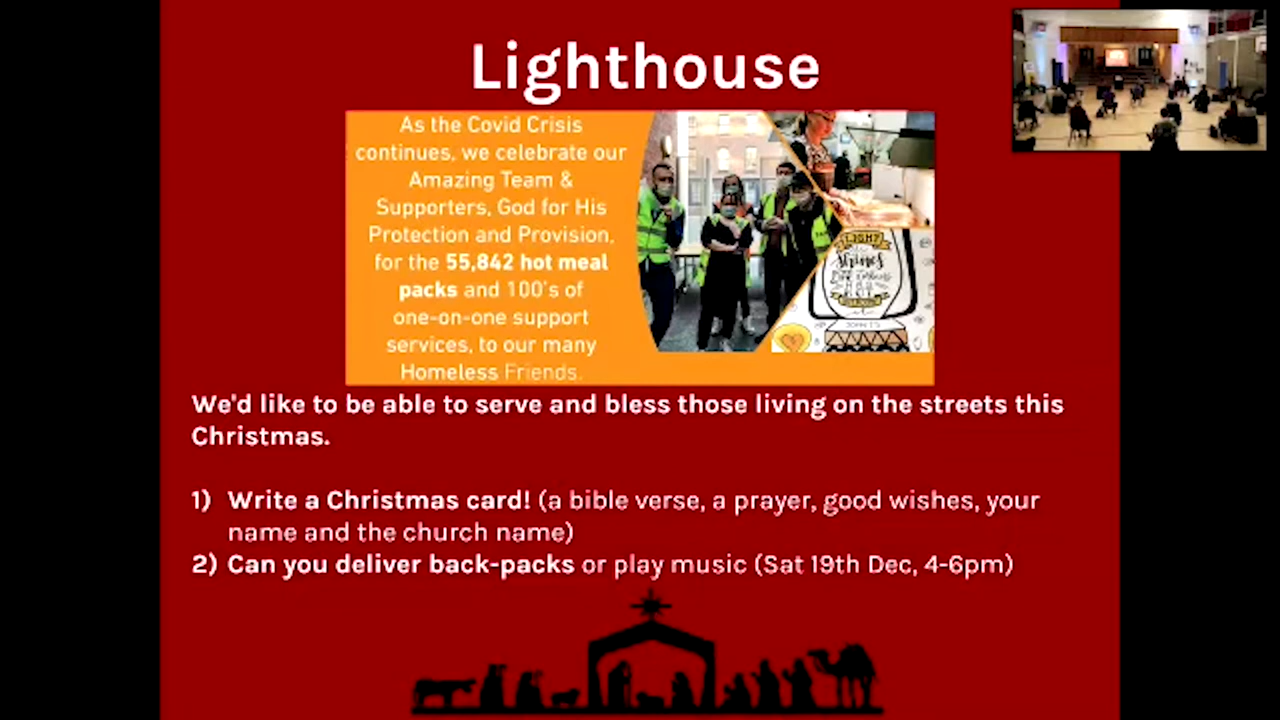 Lighthouse
As the Covid Crisis
continues, we celebrate our
Amazing Team &
Supporters, God for His
Protection and Provision,
for the 55,842 hot meal
packs and 100's of
one-on-one support
services, to our many
Homeless Friends.
LIGHT
Shines
We'd like to be able to serve and bless those living on the streets this
Christmas.
1) Write a Christmas card! (a bible verse, a prayer, good wishes, your
name and the church name)
2) Can you deliver back-packs or play music (Sat 19th Dec, 4-6pm)